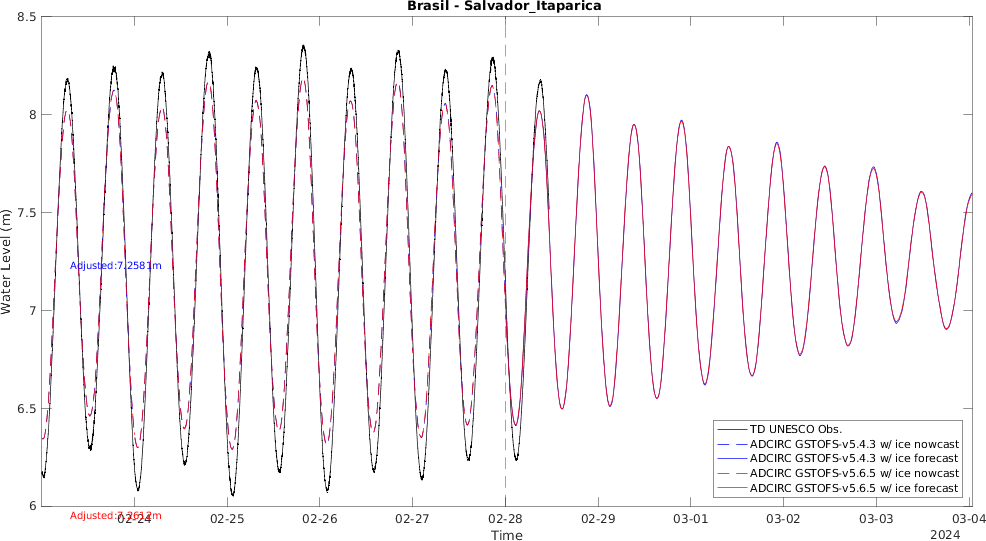 Brasil - Salvador_Itaparica
8.5
8
7.5
7
6.5
6
Water Level (m)
Adjusted:7.2581m
Adjusted:7.2612m
02-24
02-25
02-26
02-27
02-28
02-29
03-01
03-02
03-03
03-04
Time
2024
TD UNESCO Obs.
ADCIRC GSTOFS-v5.4.3 w/ ice nowcast
ADCIRC GSTOFS-v5.4.3 w/ ice forecast
ADCIRC GSTOFS-v5.6.5 w/ ice nowcast
ADCIRC GSTOFS-v5.6.5 w/ ice forecast